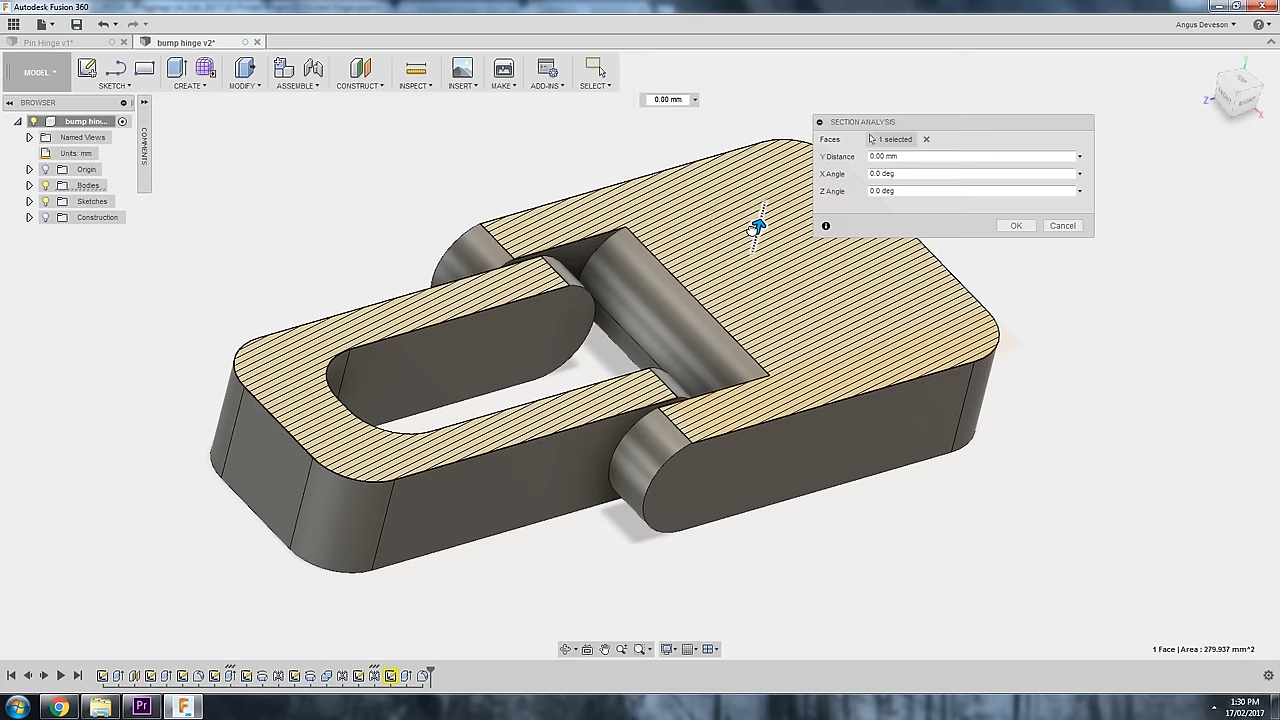 Autodesk Fusion 360
Angus Deveson
Pin Hinge v1*
bump hinge v2*
MODEL
SKETCH
CREATE
MODIFY
ASSEMBLE
CONSTRUCT
INSPECT
INSERT
MAKE
ADD-INS
SELECT
BROWSER
bump hin...
Named Views
Units: mm
Origin
Bodies
Sketches
Construction
COMMENTS
0.00 mm
SECTION ANALYSIS
Faces 1 selected
Y Distance 0.00 mm
X Angle 0.0 deg
Z Angle 0.0 deg
OK Cancel
Z
Y
X
RIGHT
1 Face | Area : 279.937 mm^2
Pr
F
1:30 PM
17/02/2017